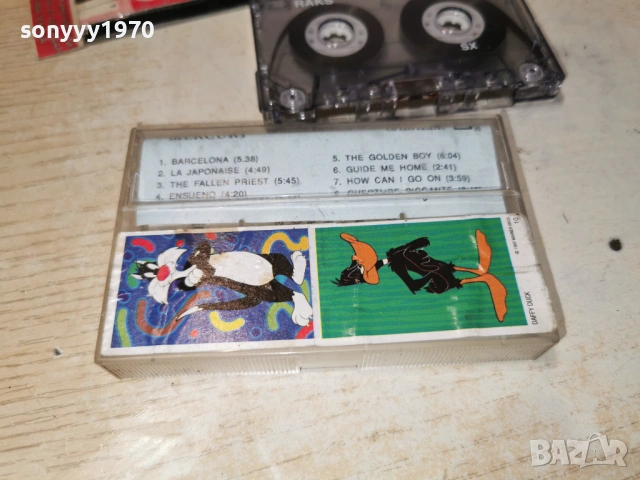 sonyyy1970
RAKS
SX
MERCURY
1. BARCELONA (5.38)
2. LA JAPONAISE (4:49)
3. THE FALLEN PRIEST (5:45)
4. ENSUENO (4:20)
5. THE GOLDEN BOY (6:04)
6. GUIDE ME HOME (2:41)
7. HOW CAN I GO ON (3:59)
DAFFY DUCK
BAZAR
bg